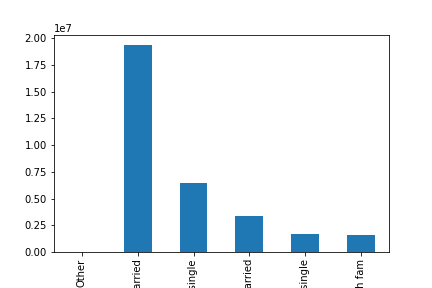 1e7
2.00
1.75
1.50
1.25
1.00
0.75
0.50
0.25
0.00
Other
arried
single
arried
single
h fam